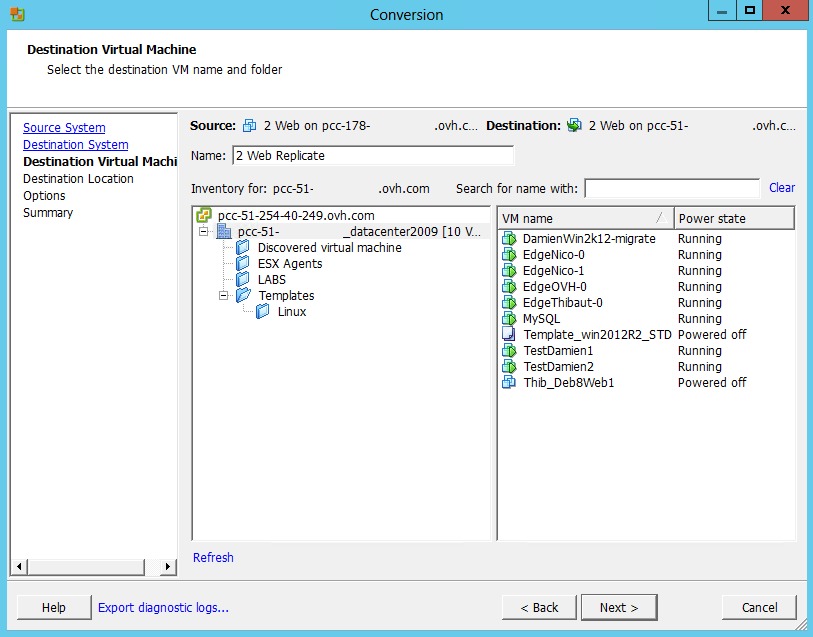 Conversion
Destination Virtual Machine
Select the destination VM name and folder
Source System
Destination System
Destination Virtual Machi
Destination Location
Options
Summary
Source: 2 Web on pcc-178- .ovh.c... Destination: 2 Web on pcc-51- .ovh.c...
Name: 2 Web Replicate
Inventory for: pcc-51- .ovh.com Search for name with: Clear
pcc-51-254-40-249.ovh.com
pcc-51- _datacenter2009 [10 V...
Discovered virtual machine
ESX Agents
LABS
Templates
Linux
VM name Power state
DamienWin2k12-migrate Running
EdgeNico-0 Running
EdgeNico-1 Running
EdgeOVH-0 Running
EdgeThibaut-0 Running
MySQL Running
Template_win2012R2_STD Powered off
TestDamien1 Running
TestDamien2 Running
Thib_Deb8Web1 Powered off
Refresh
Help Export diagnostic logs... < Back Next > Cancel